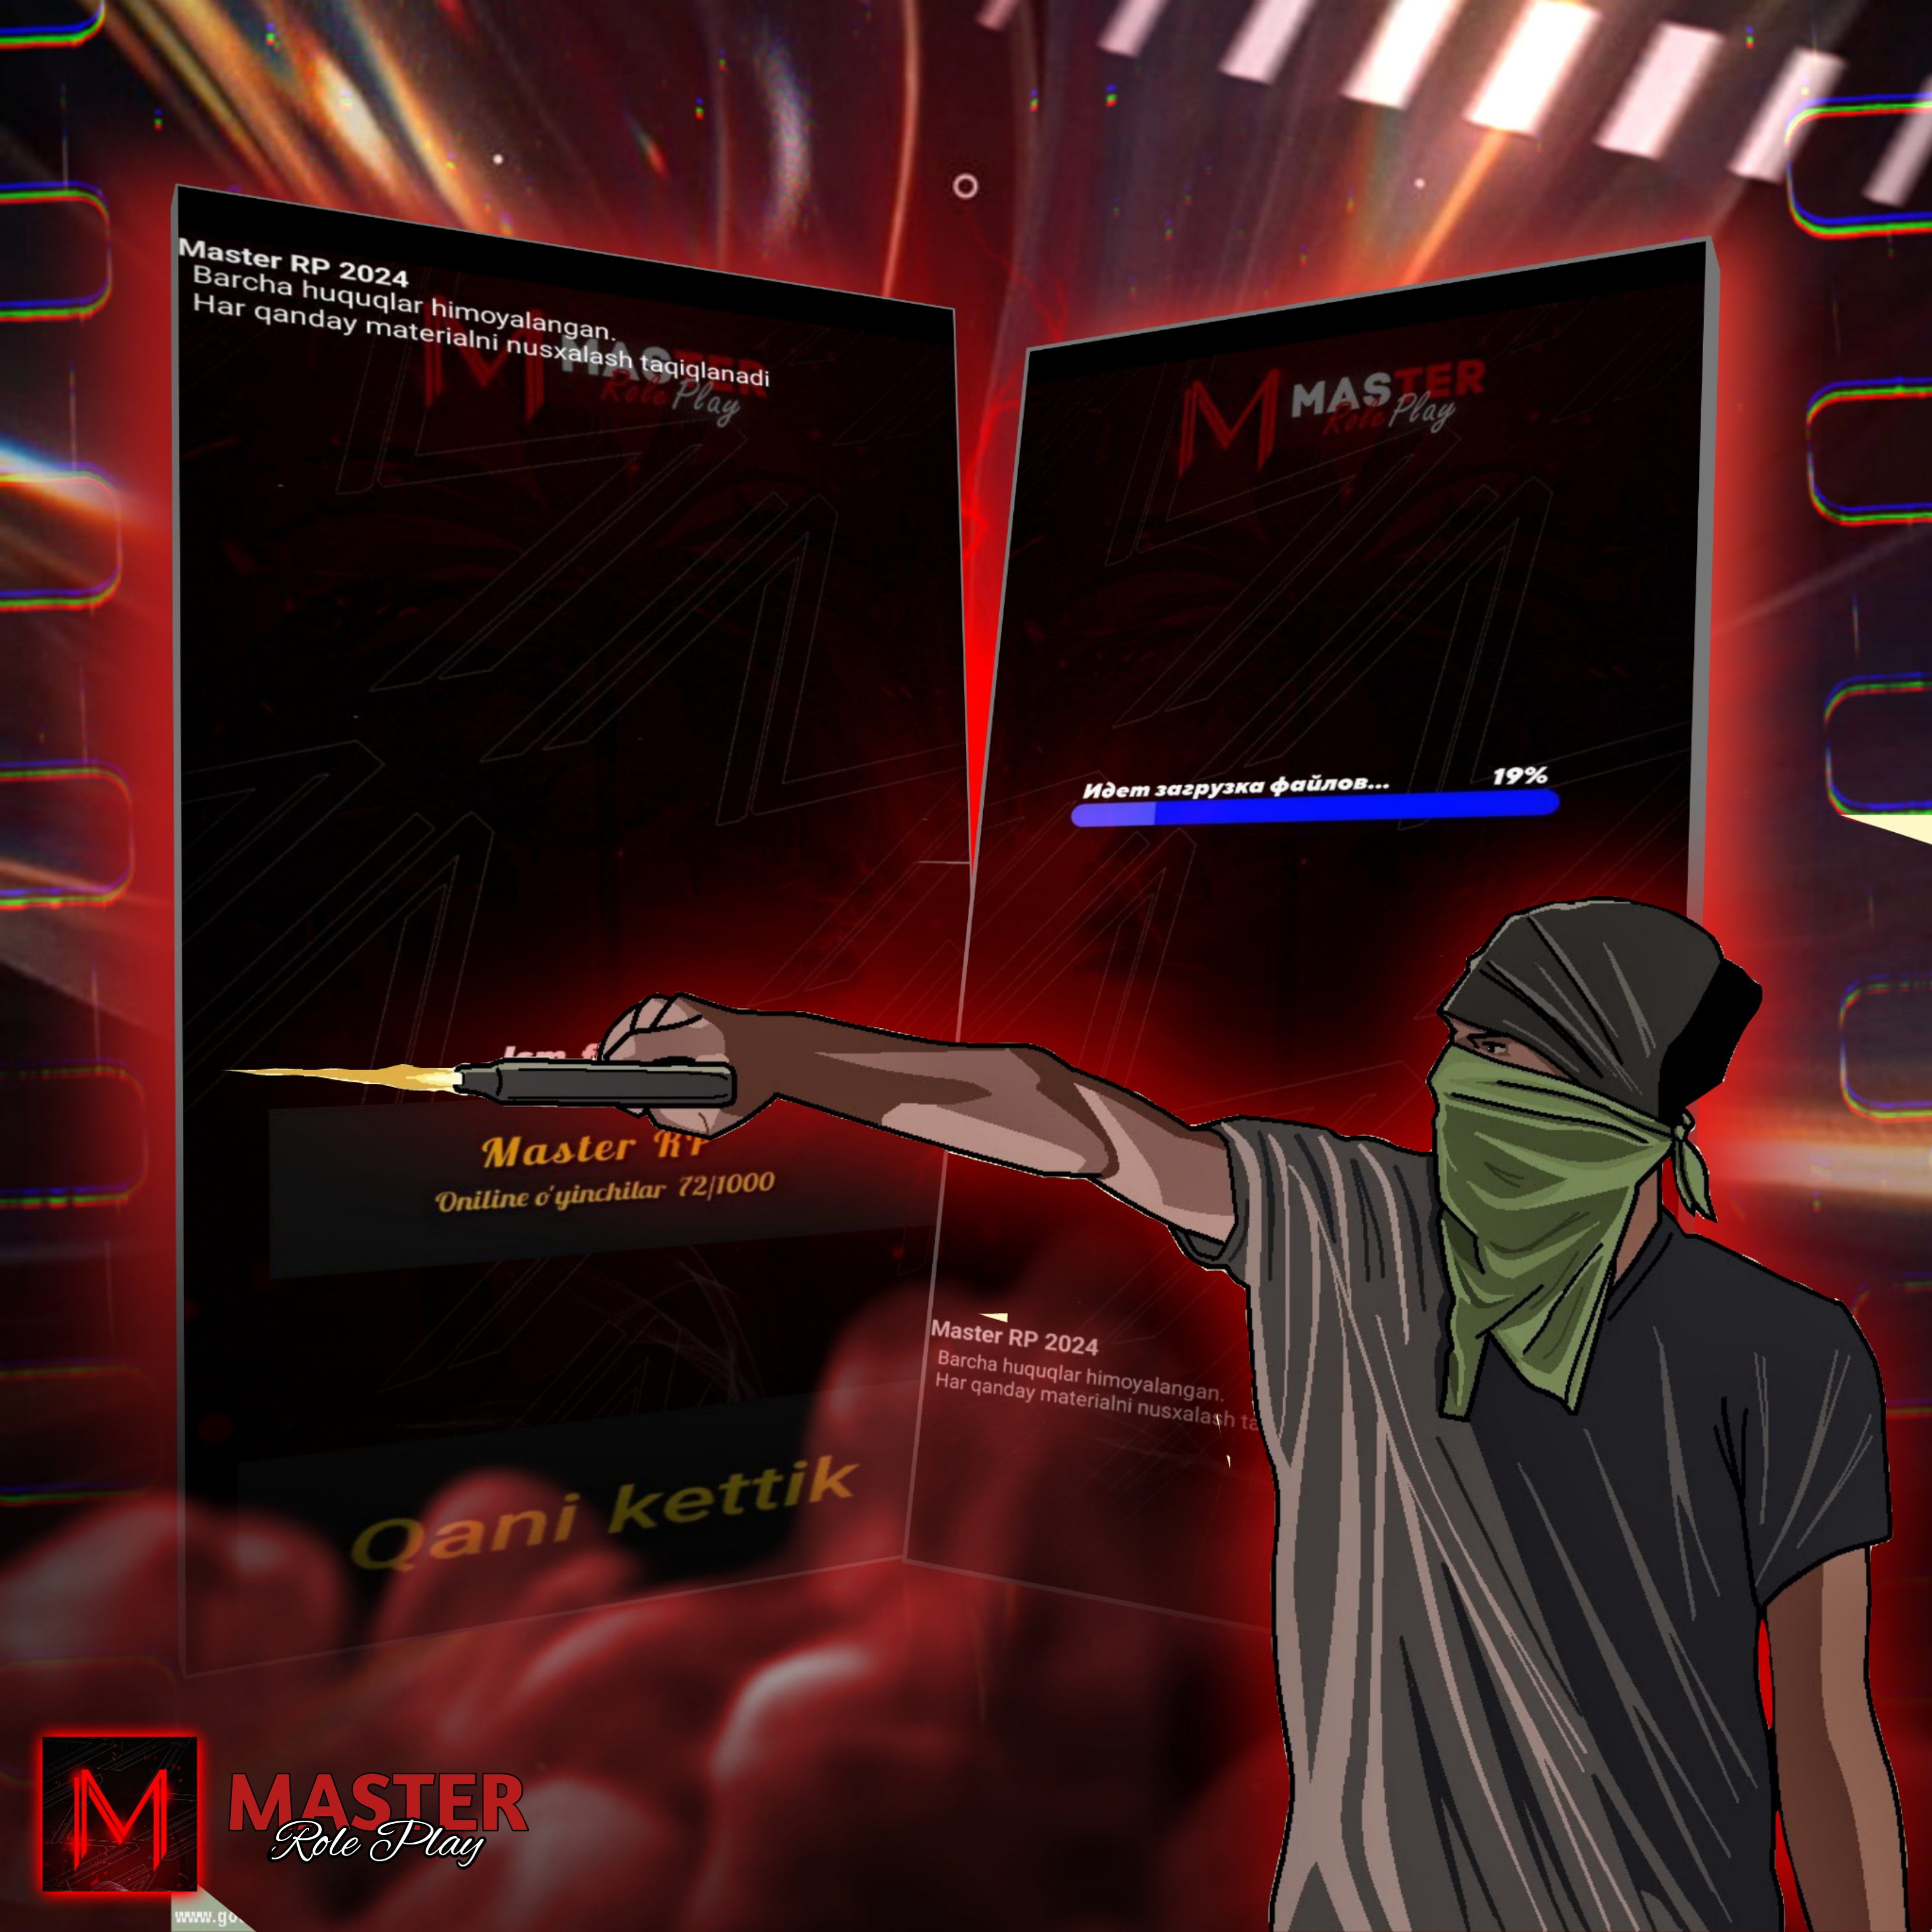 Master RP 2024
Barcha huquqlar himoyalangan.
Har qanday materialni nusxalash taqiqlanadi
M MASTER
Role Play
M MASTER
Role Play
Идет загрузка файлов... 19%
Ism
Master RP
Oniline o'yinchilar 72/1000
Master RP 2024
Barcha huquqlar himoyalangan.
Har qanday materialni nusxalash
Qani kettik
M MASTER
Role Play